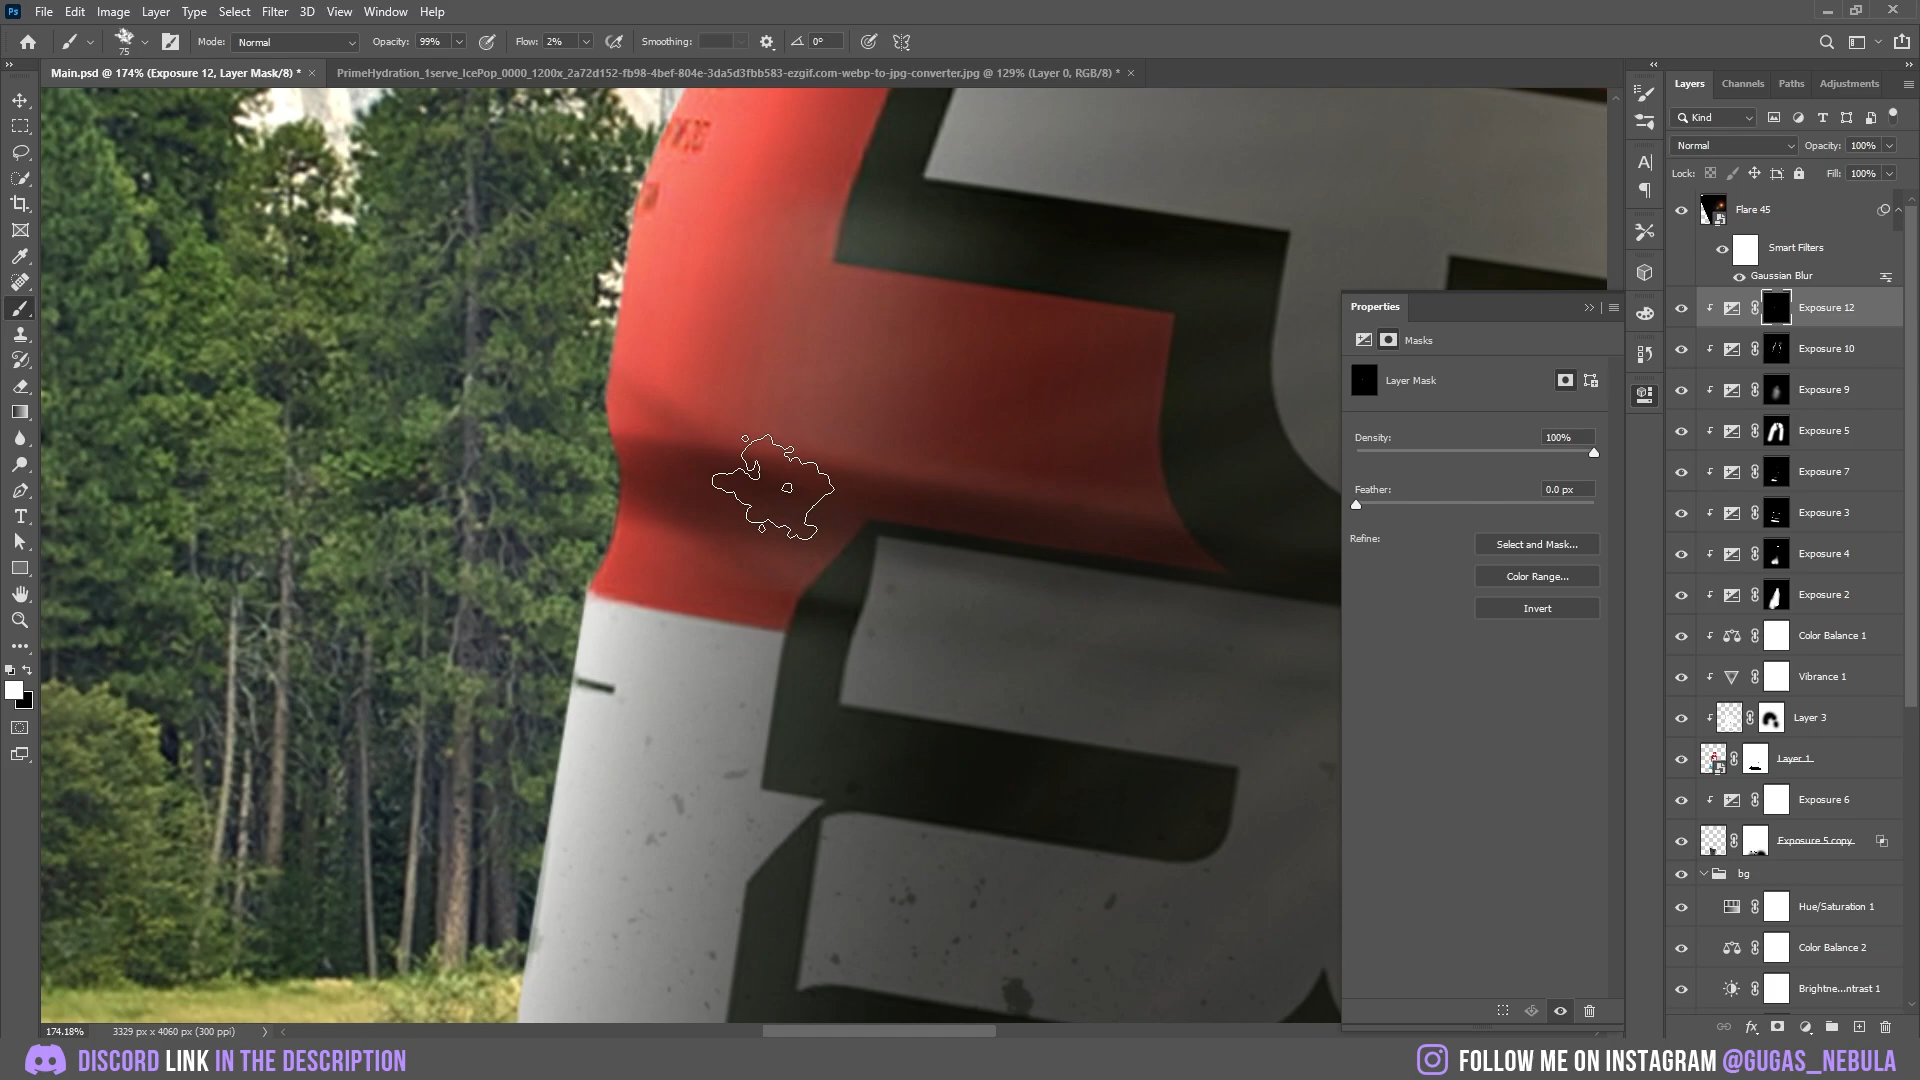 Ps File Edit Image Layer Type Select Filter 3D View Window Help
75 Mode: Normal Opacity: 99% Flow: 2% Smoothing: 0°
Main.psd @ 174% (Exposure 12, Layer Mask/8) * ×
PrimeHydration_1serve_IcePop_0000_1200x_2a72d152-fb98-4bef-804e-3da5d3fbb583-ezgif.com-webp-to-jpg-converter.jpg @ 129% (Layer 0, RGB/8) * ×
Layers Channels Paths Adjustments
Kind
Normal Opacity: 100%
Lock: Fill: 100%
Flare 45
Smart Filters
Gaussian Blur
Exposure 12
Exposure 10
Exposure 9
Exposure 5
Exposure 7
Exposure 3
Exposure 4
Exposure 2
Color Balance 1
Vibrance 1
Layer 3
Layer 1
Exposure 6
Exposure 5 copy
bg
Hue/Saturation 1
Color Balance 2
Brightne...ntrast 1
Properties
Masks
Layer Mask
Density: 100%
Feather: 0.0 px
Refine:
Select and Mask...
Color Range...
Invert
174.18% 3329 px x 4060 px (300 ppi)
DISCORD LINK IN THE DESCRIPTION
FOLLOW ME ON INSTAGRAM @GUGAS_NEBULA